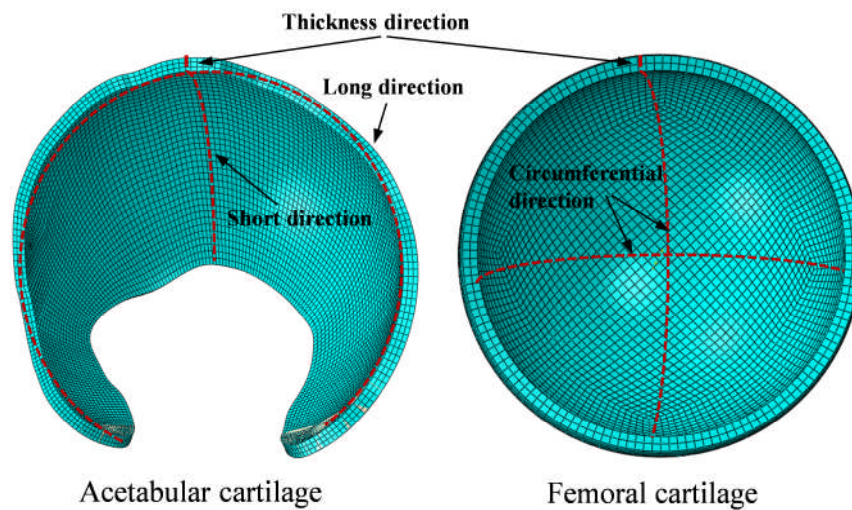 Thickness direction
Long direction
Short direction
Circumferential
direction
Acetabular cartilage
Femoral cartilage